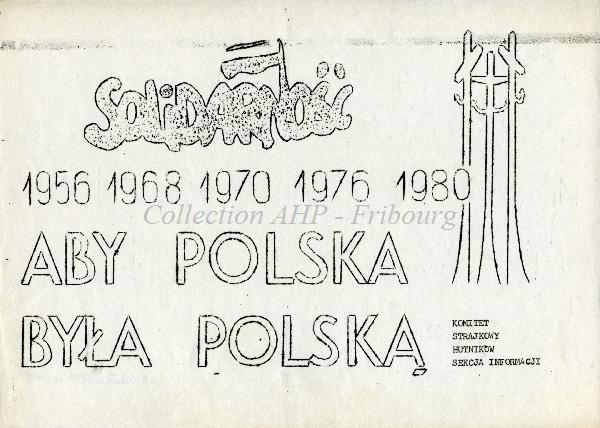 SOLIDARNOŚĆ
1956 1968 1970 1976 1980
Collection AHP - Fribourg
ABY POLSKA
BYŁA POLSKĄ
KOMITET
STRAJKOWY
HUTNIKÓW
SEKCJA INFORMACJI